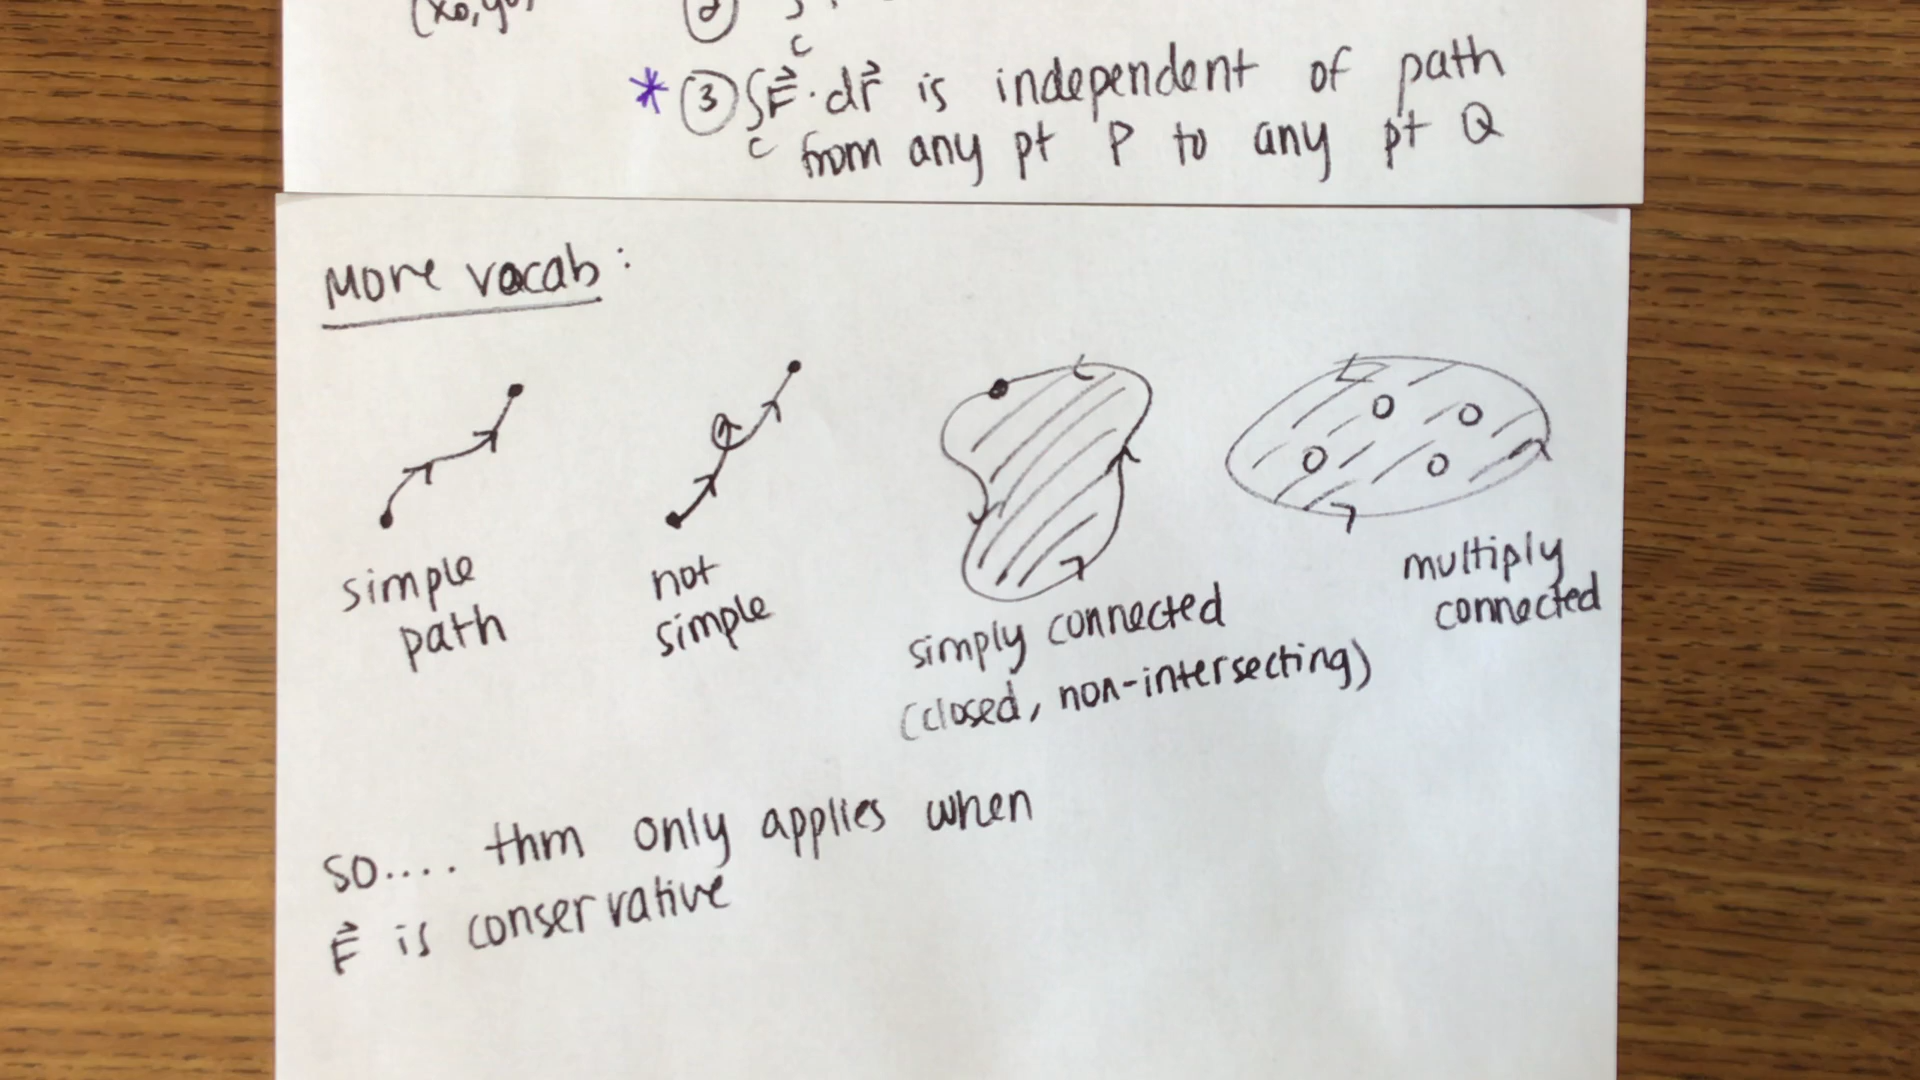 (x₀,y₀)
②
∫
c
* ③ ∫F⃗·dr⃗ is independent of path
c from any pt P to any pt Q
More vocab:
simple
path
not
simple
simply connected
(closed, non-intersecting)
multiply
connected
so.... thm only applies when
F⃗ is conservative